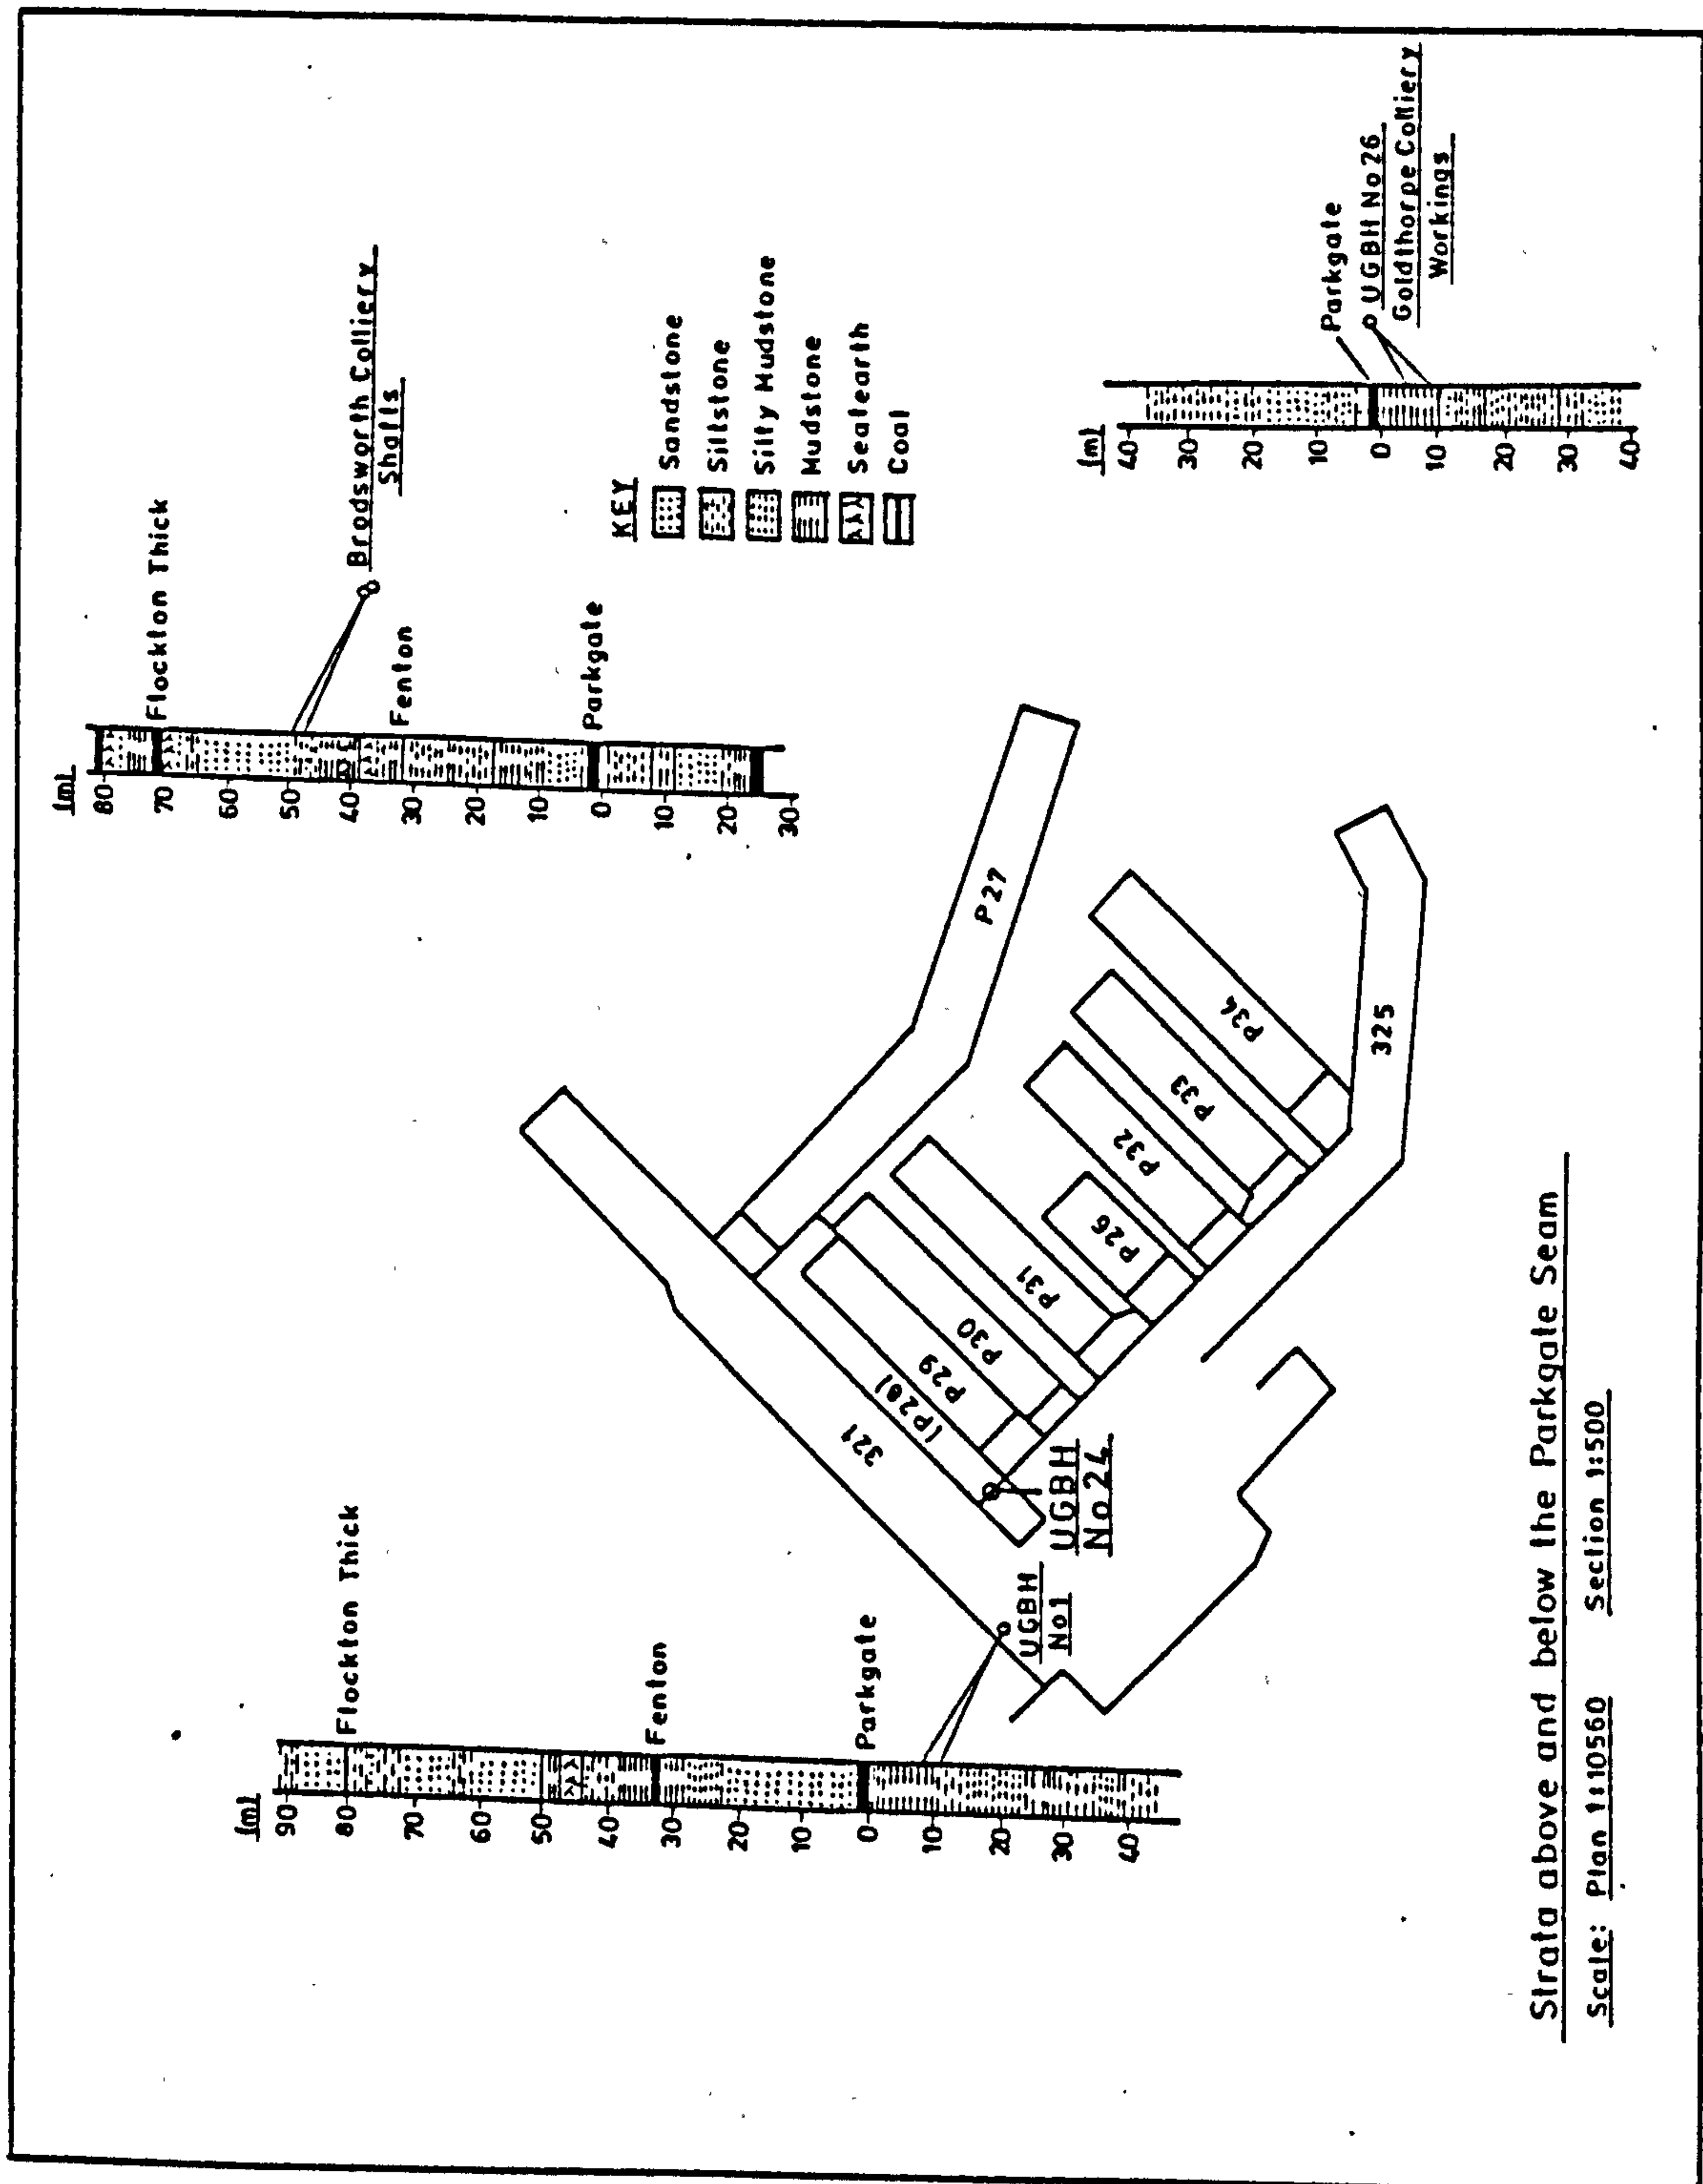 (m)
90
80
70
60
50
40
30
20
10
0
10
20
30
40
Flockton Thick
Fenton
Parkgate
UGBH
No1
UGBH
No 24
(m)
80
70
60
50
40
30
20
10
0
10
20
30
Flockton Thick
Brodsworth Colliery
Shafts
Fenton
Parkgate
KEY
Sandstone
Siltstone
Silty Mudstone
Mudstone
Seatearth
Coal
321
(P28)
P29
P30
P31
P26
P32
P33
P34
P27
325
(m)
40
30
20
10
0
10
20
30
40
Parkgate
UGBH No 26
Goldthorpe Colliery
Workings
Strata above and below the Parkgate Seam
Scale: Plan 1:10560 Section 1:500